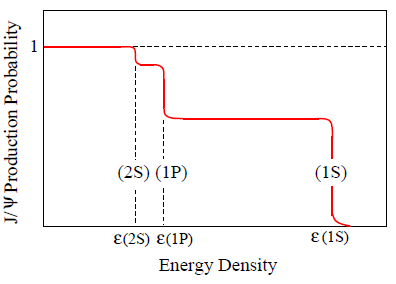 J/Ψ Production Probability
1
(2S) (1P) (1S)
ε(2S) ε(1P) ε(1S)
Energy Density